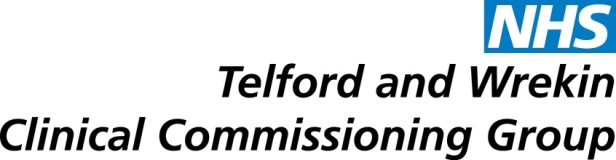 NHS
Telford and Wrekin
Clinical Commissioning Group